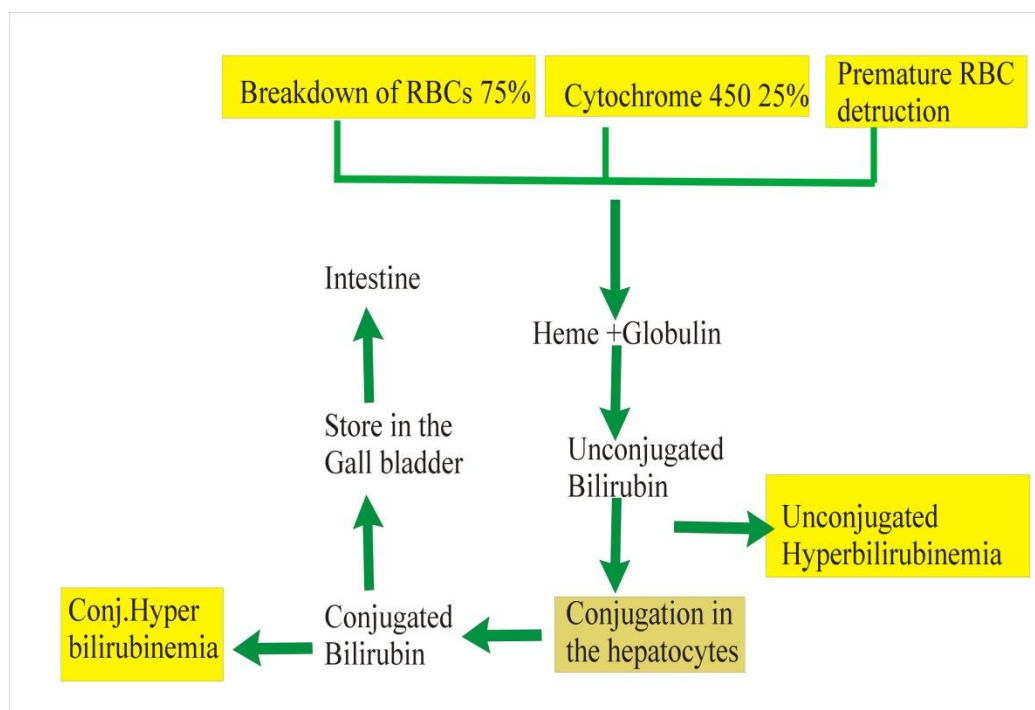 Breakdown of RBCs 75%
Cytochrome 450 25%
Premature RBC
detruction
Heme +Globulin
Unconjugated
Bilirubin
Unconjugated
Hyperbilirubinemia
Conjugation in
the hepatocytes
Conjugated
Bilirubin
Conj.Hyper
bilirubinemia
Store in the
Gall bladder
Intestine